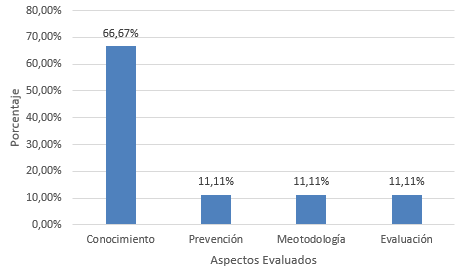 80,00%
70,00%
60,00%
50,00%
40,00%
30,00%
20,00%
10,00%
0,00%
Porcentaje
66,67%
11,11%
11,11%
11,11%
Conocimiento
Prevención
Meotodología
Evaluación
Aspectos Evaluados